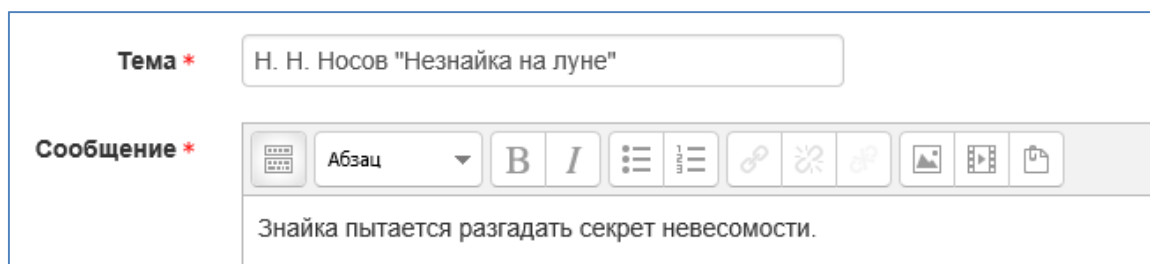 Тема *
Н. Н. Носов "Незнайка на луне"
Сообщение *
Абзац B I
Знайка пытается разгадать секрет невесомости.